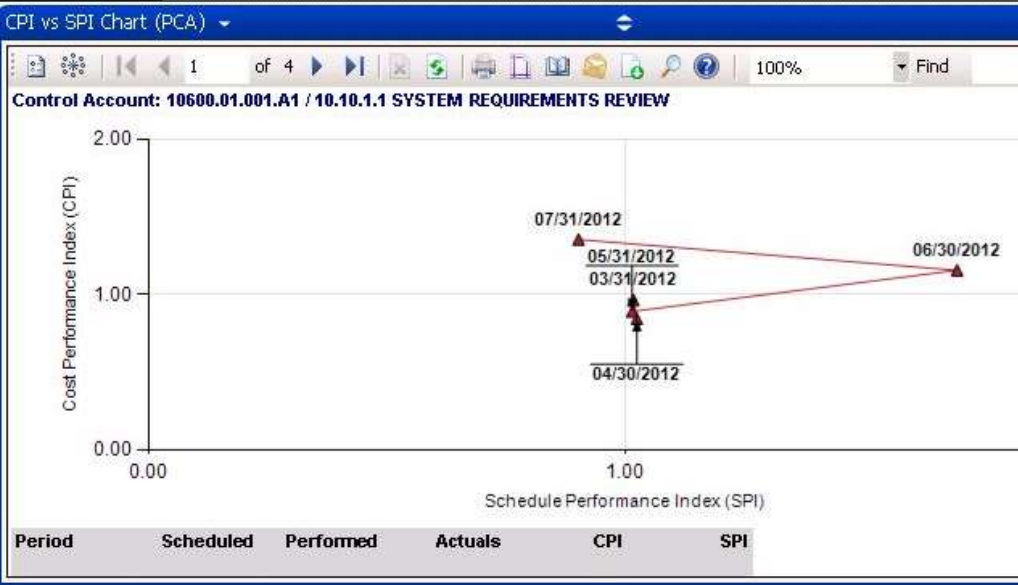 CPI vs SPI Chart (PCA)
1 of 4 100% Find
Control Account: 10600.01.001.A1 / 10.10.1.1 SYSTEM REQUIREMENTS REVIEW
2.00
07/31/2012
06/30/2012
05/31/2012
03/31/2012
1.00
04/30/2012
Cost Performance Index (CPI)
0.00
0.00 1.00
Schedule Performance Index (SPI)
Period Scheduled Performed Actuals CPI SPI